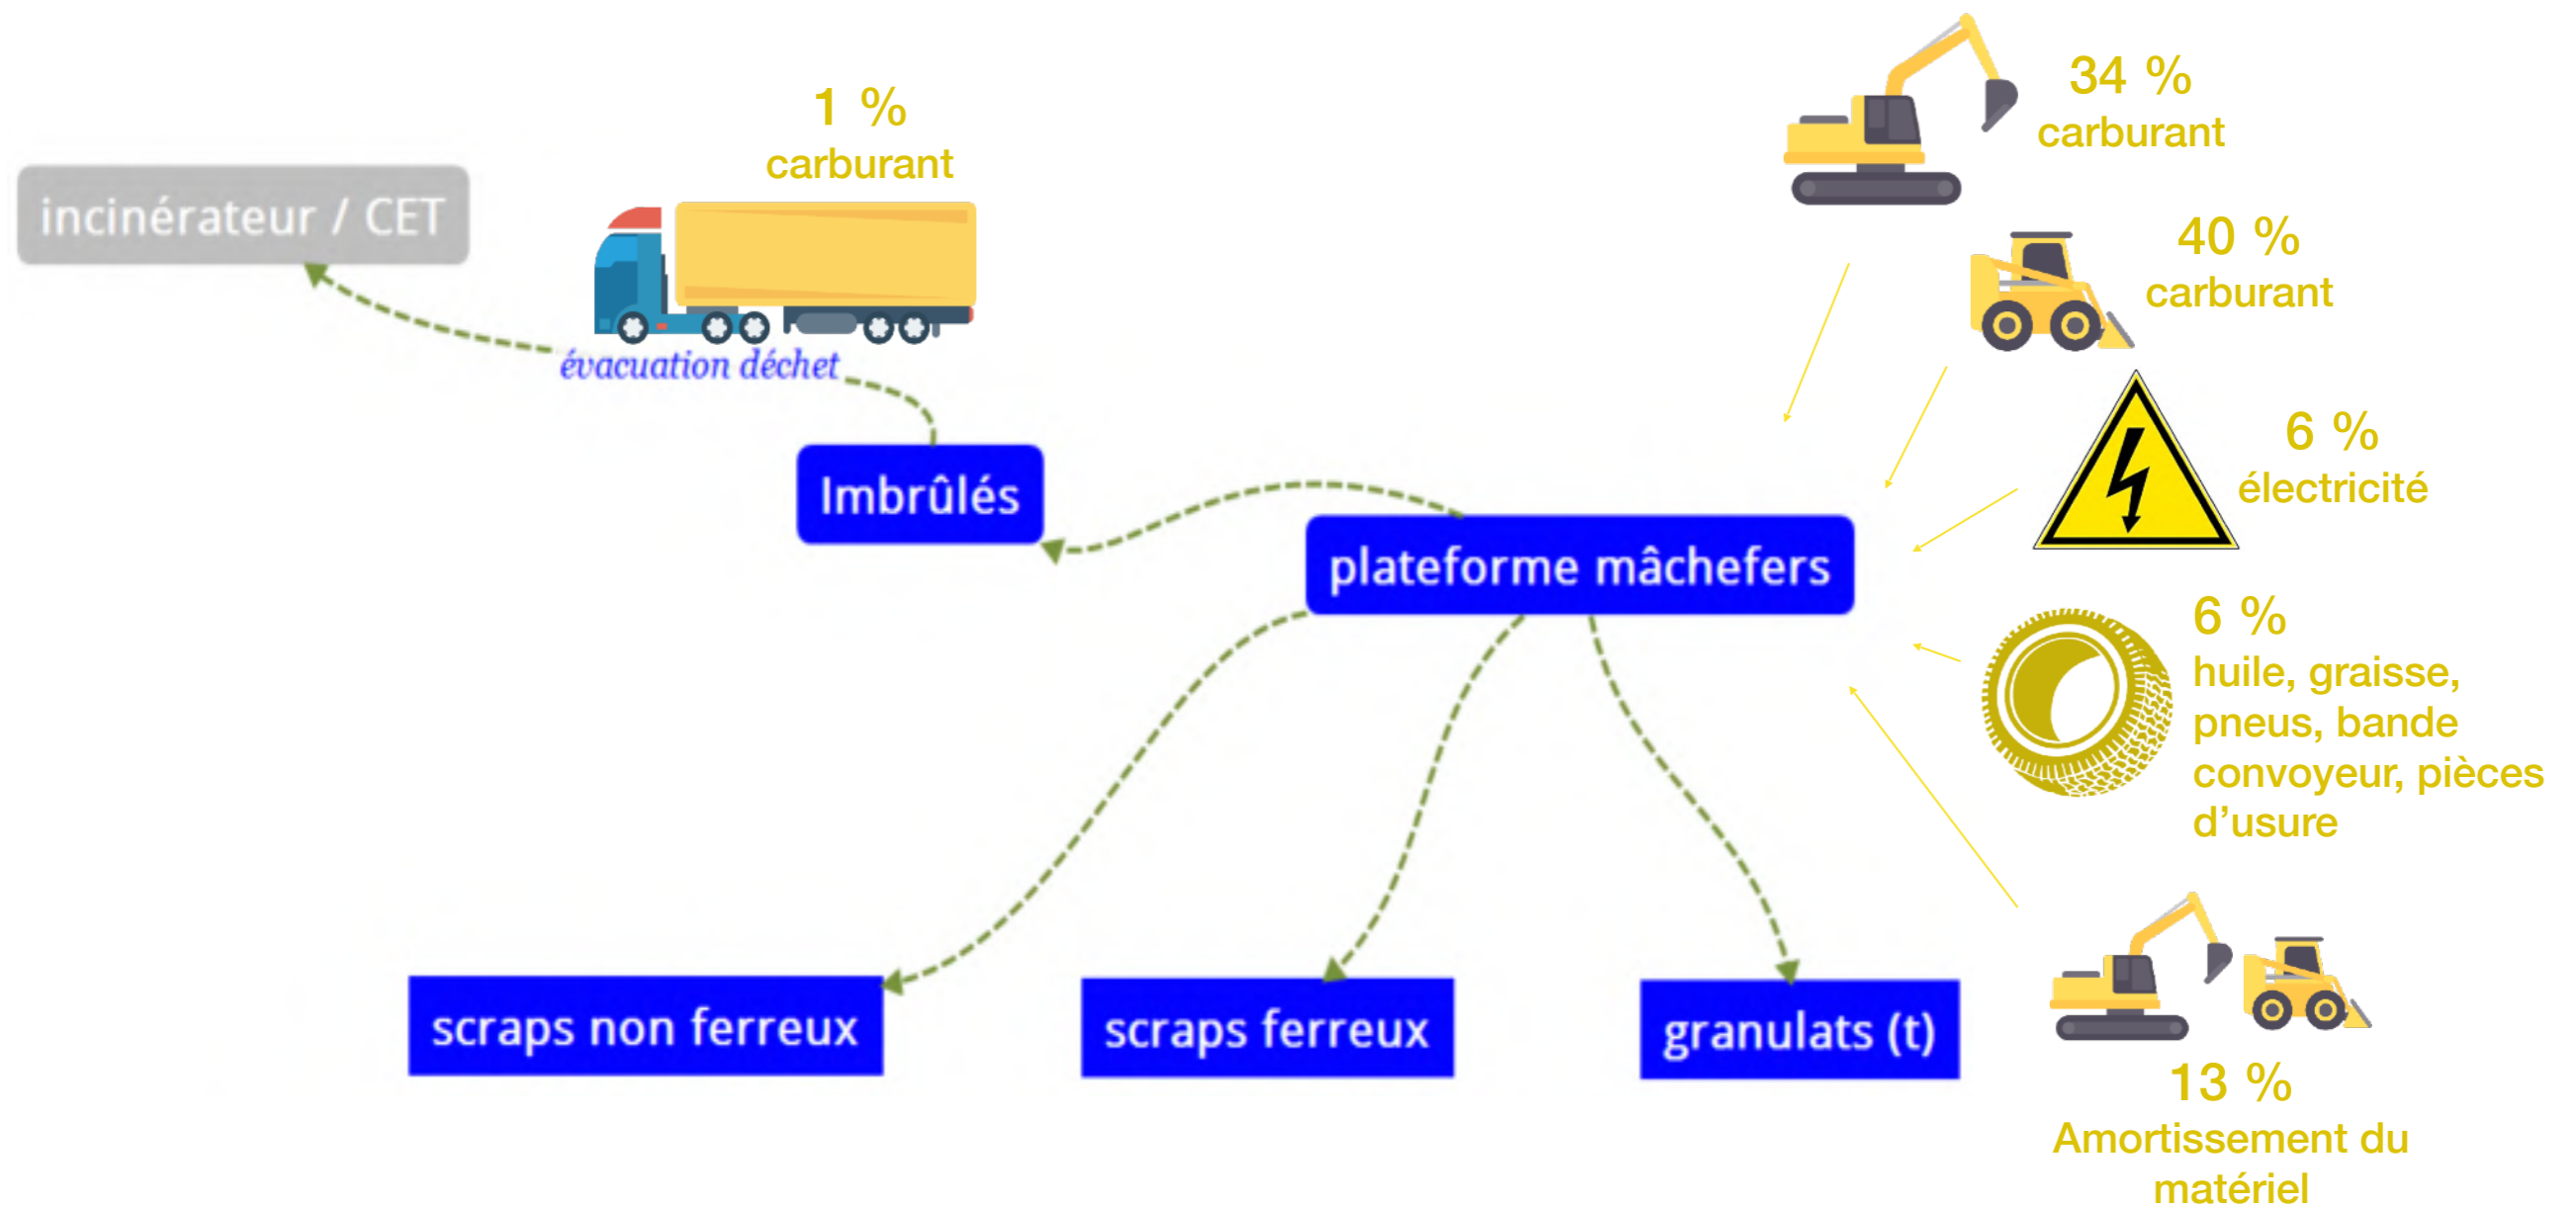 1 %
carburant
34 %
carburant
incinérateur / CET
40 %
carburant
évacuation déchet
6 %
électricité
Imbrûlés
plateforme mâchefers
6 %
huile, graisse,
pneus, bande
convoyeur, pièces
d’usure
scraps non ferreux
scraps ferreux
granulats (t)
13 %
Amortissement du
matériel